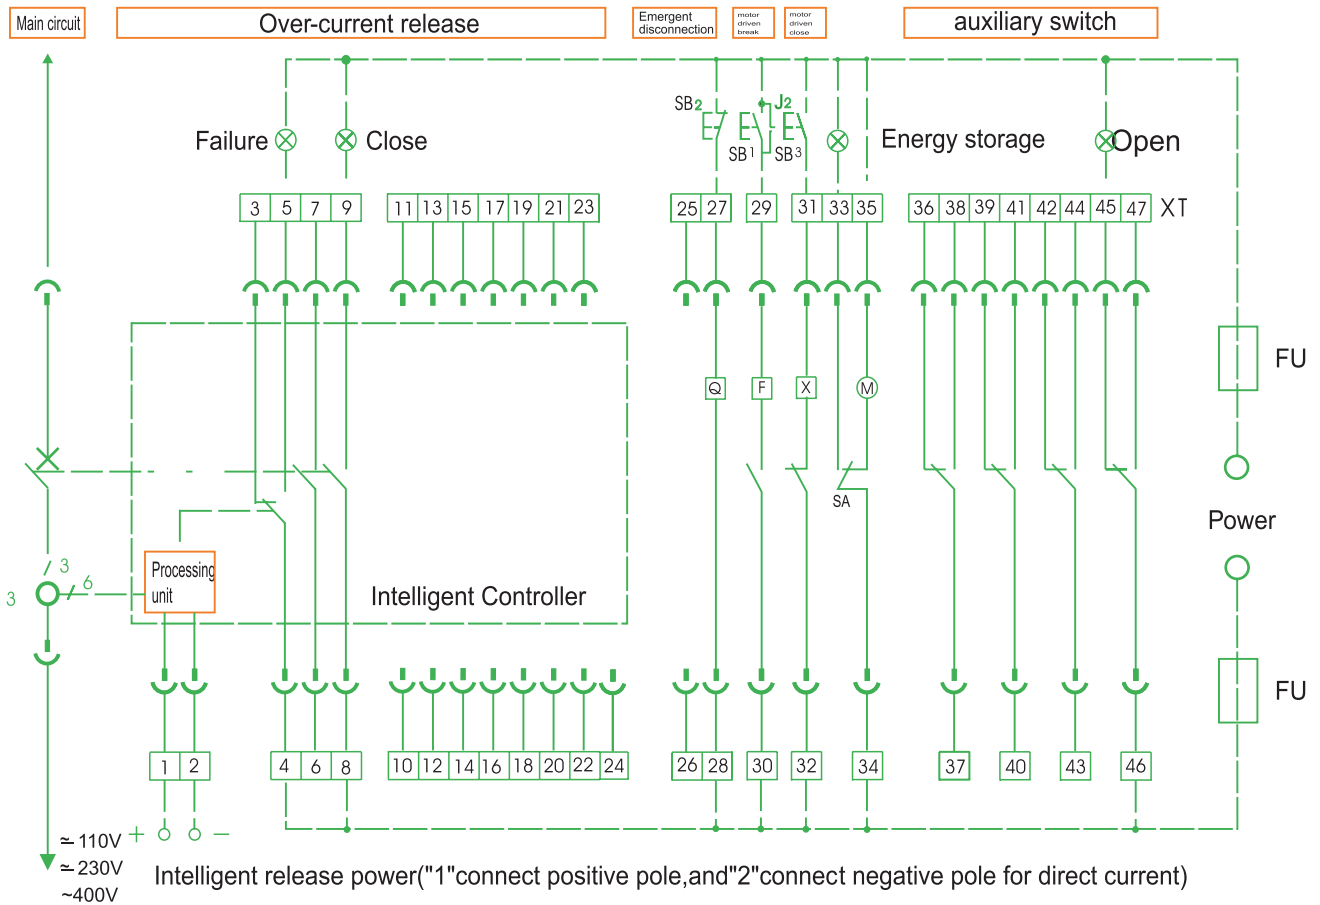 Main circuit
Over-current release
Emergent
disconnection
motor
driven
break
motor
driven
close
auxiliary switch
SB2
J2
SB1
SB3
Failure
Close
Energy storage
Open
3 5 7 9
11 13 15 17 19 21 23
25 27
29
31 33 35
36 38 39 41 42 44 45 47
XT
FU
Q
F
X
M
SA
Power
3
3
6
Processing
unit
Intelligent Controller
FU
1 2
4 6 8
10 12 14 16 18 20 22 24
26 28
30
32
34
37
40
43
46
+
−
≃ 110V
≃ 230V
~400V
Intelligent release power("1"connect positive pole,and"2"connect negative pole for direct current)